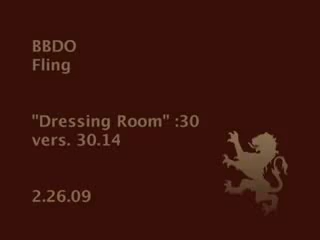 BBDO
Fling
"Dressing Room" :30
vers. 30.14
2.26.09